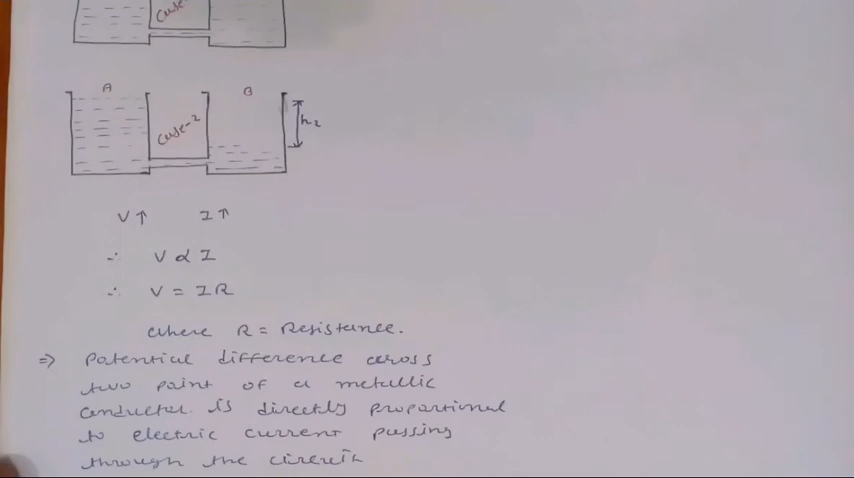 Case-
A B
Case-2
h2
V↑ I↑
∴ V ∝ I
∴ V = IR
where R = Resistance.
⇒ Potential difference across
two point of a metallic
conductor is directly proportional
to electric current passing
through the circuit